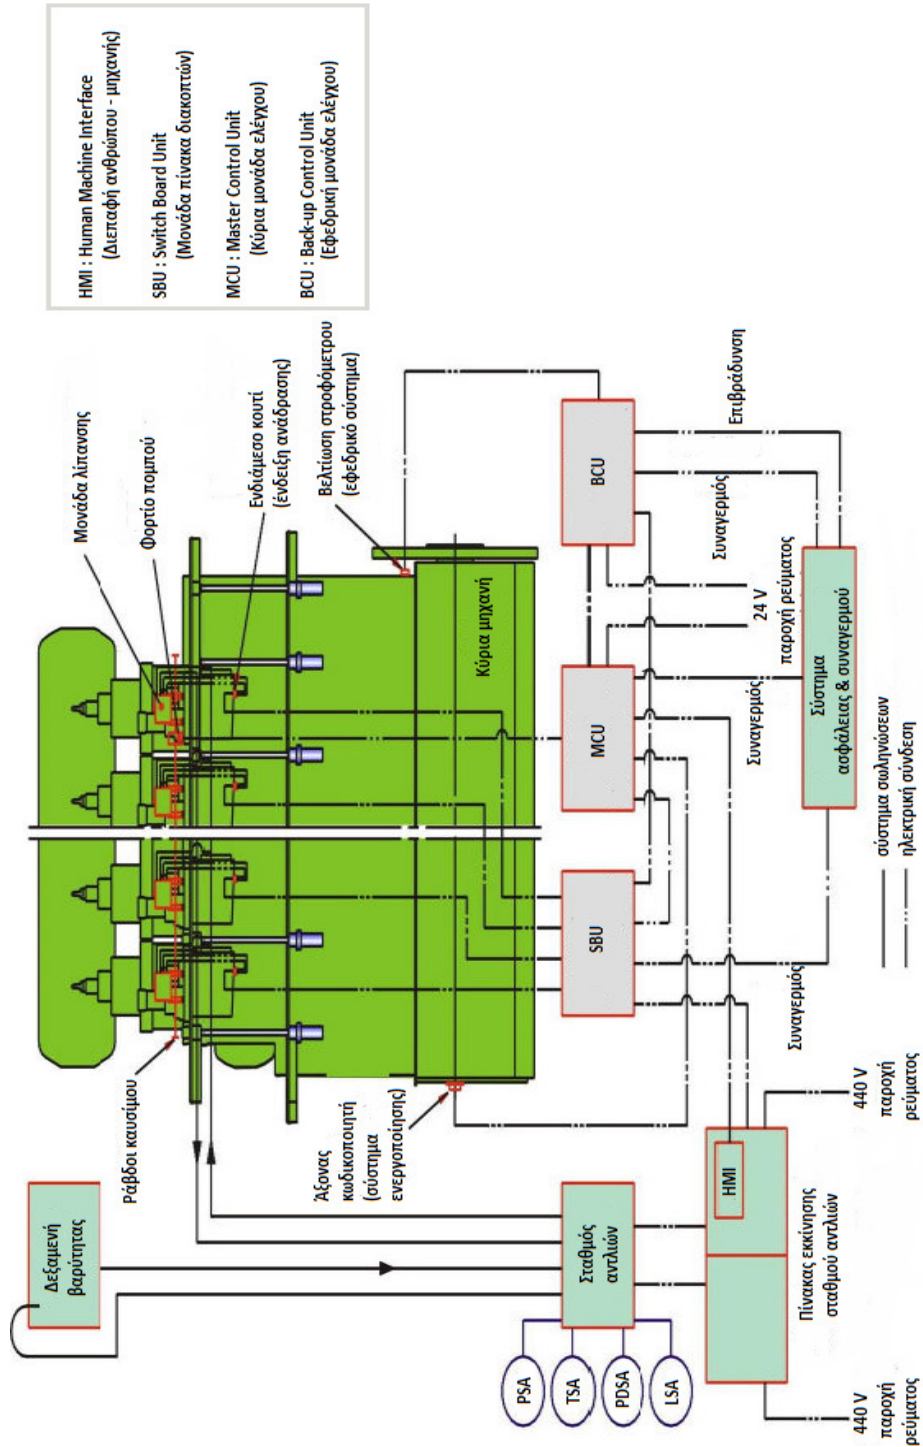 HMI : Human Machine Interface
(Διεπαφή ανθρώπου - μηχανής)
SBU : Switch Board Unit
(Μονάδα πίνακα διακοπτών)
MCU : Master Control Unit
(Κύρια μονάδα ελέγχου)
BCU : Back-up Control Unit
(Εφεδρική μονάδα ελέγχου)
Δεξαμενή
βαρύτητας
Ράβδοι καυσίμου
Μονάδα λίπανσης
Φορτίο πομπού
Ενδιάμεσο κουτί
(ένδειξη ανάδρασης)
Βελτίωση στροφόμετρου
(εφεδρικό σύστημα)
Άξονας
κωδικοποιητή
(σύστημα
ενεργοποίησης)
Κύρια μηχανή
PSA
TSA
PDSA
LSA
Σταθμός
αντλιών
SBU
MCU
BCU
HMI
Πίνακας εκκίνησης
σταθμού αντλιών
440 V
παροχή
ρεύματος
440 V
παροχή
ρεύματος
Συναγερμός
Συναγερμός
24 V
παροχή ρεύματος
Συναγερμός
Επιβράδυνση
Σύστημα
ασφάλειας & συναγερμού
σύστημα σωληνώσεων
ηλεκτρική σύνδεση